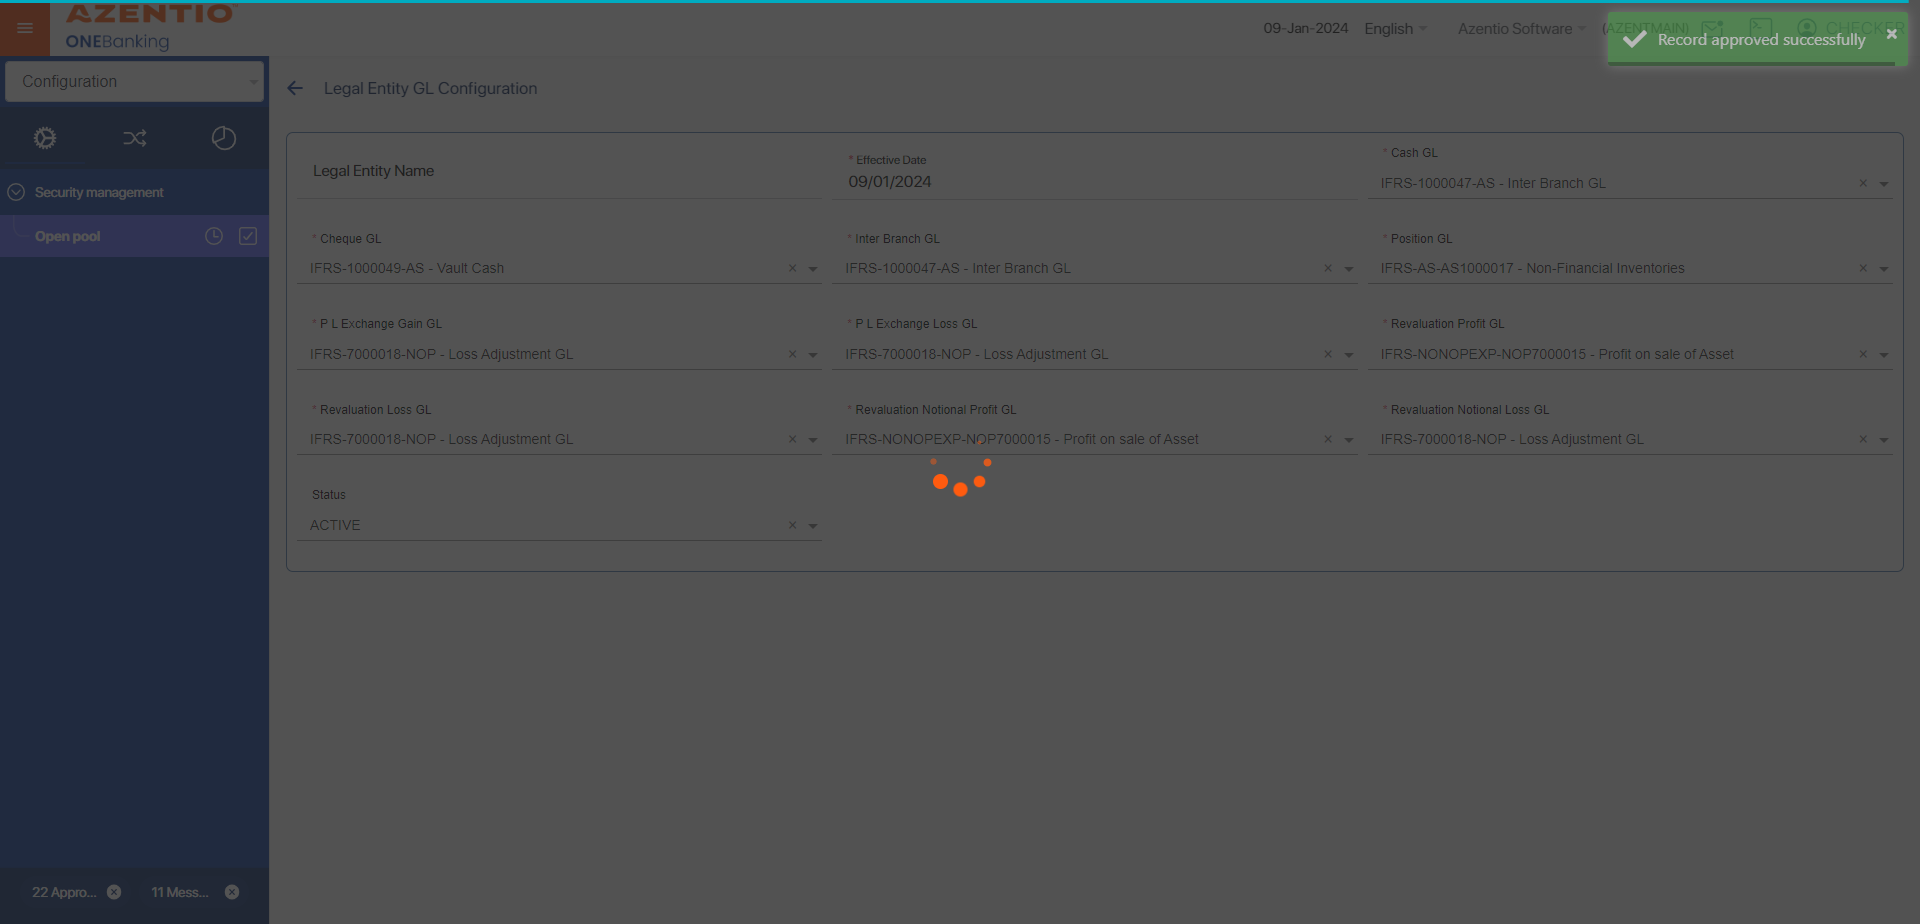 AZENTIO
ONEBanking
09-Jan-2024
English
Azentio Software
(AZENTMAIN)
CHECKER
Record approved successfully
Configuration
Security management
Open pool
22 Appro...
11 Mess...
Legal Entity GL Configuration
Legal Entity Name
* Effective Date
09/01/2024
* Cash GL
IFRS-1000047-AS - Inter Branch GL
* Cheque GL
IFRS-1000049-AS - Vault Cash
* Inter Branch GL
IFRS-1000047-AS - Inter Branch GL
* Position GL
IFRS-AS-AS1000017 - Non-Financial Inventories
* P L Exchange Gain GL
IFRS-7000018-NOP - Loss Adjustment GL
* P L Exchange Loss GL
IFRS-7000018-NOP - Loss Adjustment GL
* Revaluation Profit GL
IFRS-NONOPEXP-NOP7000015 - Profit on sale of Asset
* Revaluation Loss GL
IFRS-7000018-NOP - Loss Adjustment GL
* Revaluation Notional Profit GL
IFRS-NONOPEXP-NOP7000015 - Profit on sale of Asset
* Revaluation Notional Loss GL
IFRS-7000018-NOP - Loss Adjustment GL
Status
ACTIVE